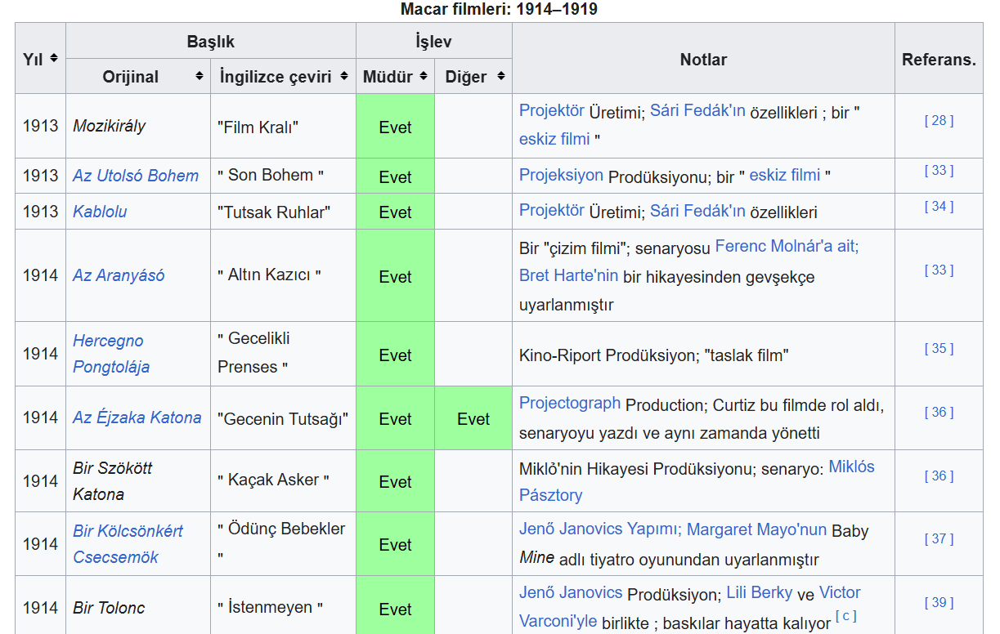 Macar filmleri: 1914–1919
Yıl Başlık İşlev Notlar Referans.
Orijinal İngilizce çeviri Müdür Diğer
1913 Mozikirály "Film Kralı" Evet Projektör Üretimi; Sári Fedák'ın özellikleri ; bir "
eskiz filmi " [ 28 ]
1913 Az Utolsó Bohem " Son Bohem " Evet Projeksiyon Prodüksiyonu; bir " eskiz filmi " [ 33 ]
1913 Kablolu "Tutsak Ruhlar" Evet Projektör Üretimi; Sári Fedák'ın özellikleri [ 34 ]
1914 Az Aranyásó " Altın Kazıcı " Evet Bir "çizim filmi"; senaryosu Ferenc Molnár'a ait;
Bret Harte'nin bir hikayesinden gevşekçe
uyarlanmıştır [ 33 ]
1914 Hercegno
Pongtolája " Gecelikli
Prenses " Evet Kino-Riport Prodüksiyon; "taslak film" [ 35 ]
1914 Az Éjzaka Katona "Gecenin Tutsağı" Evet Evet Projectograph Production; Curtiz bu filmde rol aldı,
senaryoyu yazdı ve aynı zamanda yönetti [ 36 ]
1914 Bir Szökött
Katona " Kaçak Asker " Evet Miklỏ'nin Hikayesi Prodüksiyonu; senaryo: Miklós
Pásztory [ 36 ]
1914 Bir Kölcsönkért
Csecsemök " Ödünç Bebekler
" Evet Jenő Janovics Yapımı; Margaret Mayo'nun Baby
Mine adlı tiyatro oyunundan uyarlanmıştır [ 37 ]
1914 Bir Tolonc " İstenmeyen " Evet Jenő Janovics Prodüksiyon; Lili Berky ve Victor
Varconi'yle birlikte ; baskılar hayatta kalıyor [ c ] [ 39 ]